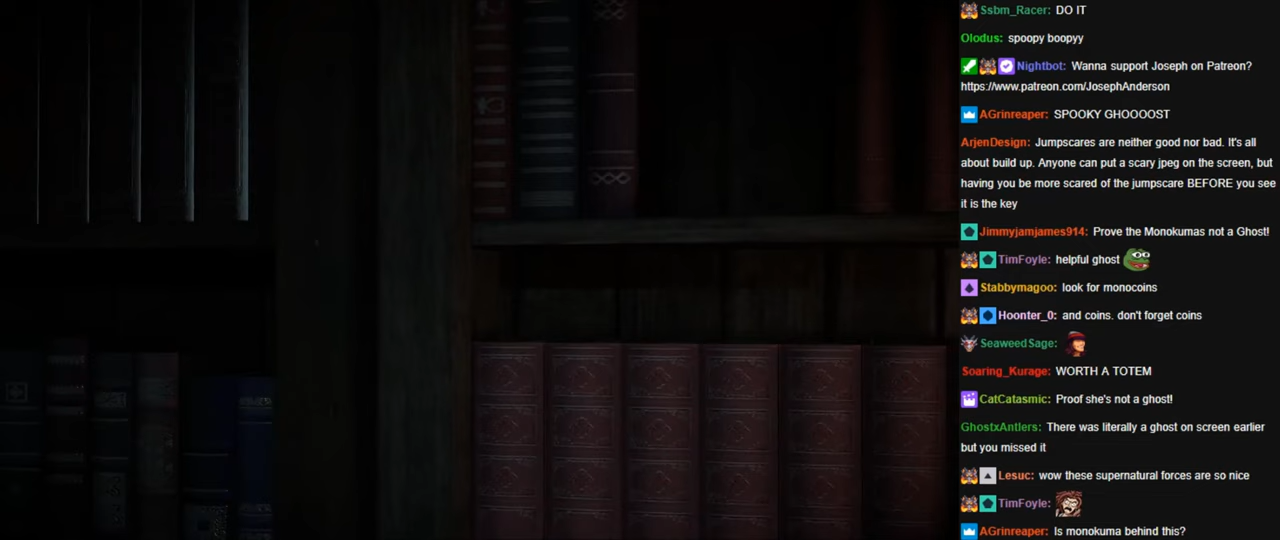 Ssbm_Racer: DO IT
Olodus: spoopy boopyy
Nightbot: Wanna support Joseph on Patreon?
https://www.patreon.com/JosephAnderson
AGrinreaper: SPOOKY GHOOOOST
ArjenDesign: Jumpscares are neither good nor bad. It's all
about build up. Anyone can put a scary jpeg on the screen, but
having you be more scared of the jumpscare BEFORE you see
it is the key
Jimmyjamjames914: Prove the Monokumas not a Ghost!
TimFoyle: helpful ghost
Stabbymagoo: look for monocoins
Hoonter_0: and coins. don't forget coins
SeaweedSage:
Soaring_Kurage: WORTH A TOTEM
CatCatasmic: Proof she's not a ghost!
GhostxAntlers: There was literally a ghost on screen earlier
but you missed it
Lesuc: wow these supernatural forces are so nice
TimFoyle:
AGrinreaper: Is monokuma behind this?